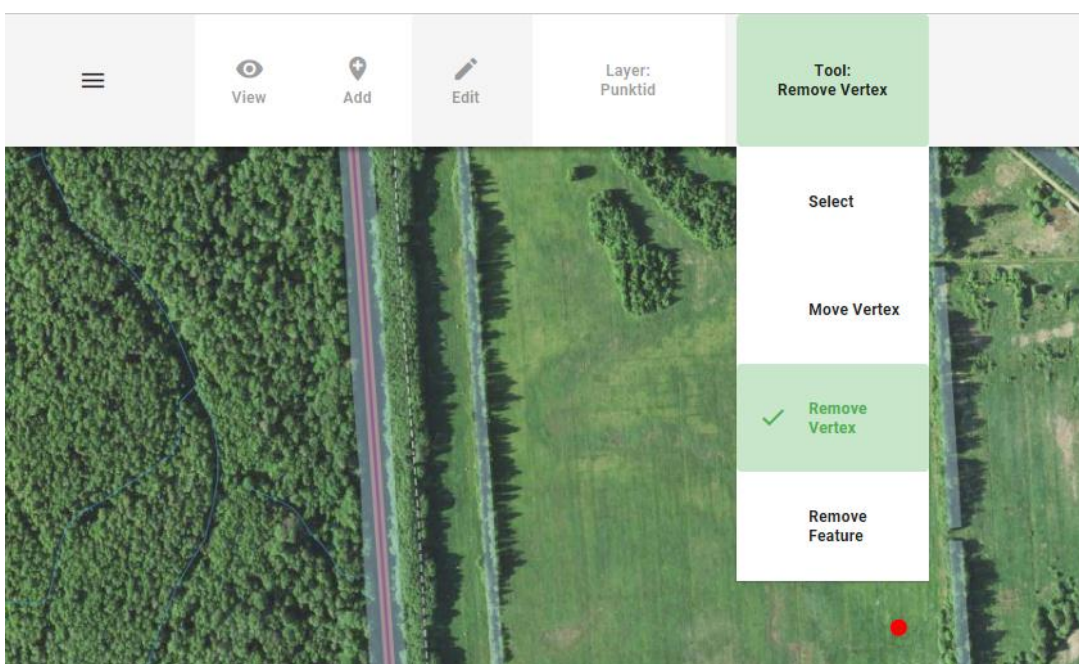 View
Add
Edit
Layer:
Punktid
Tool:
Remove Vertex
Select
Move Vertex
Remove
Vertex
Remove
Feature